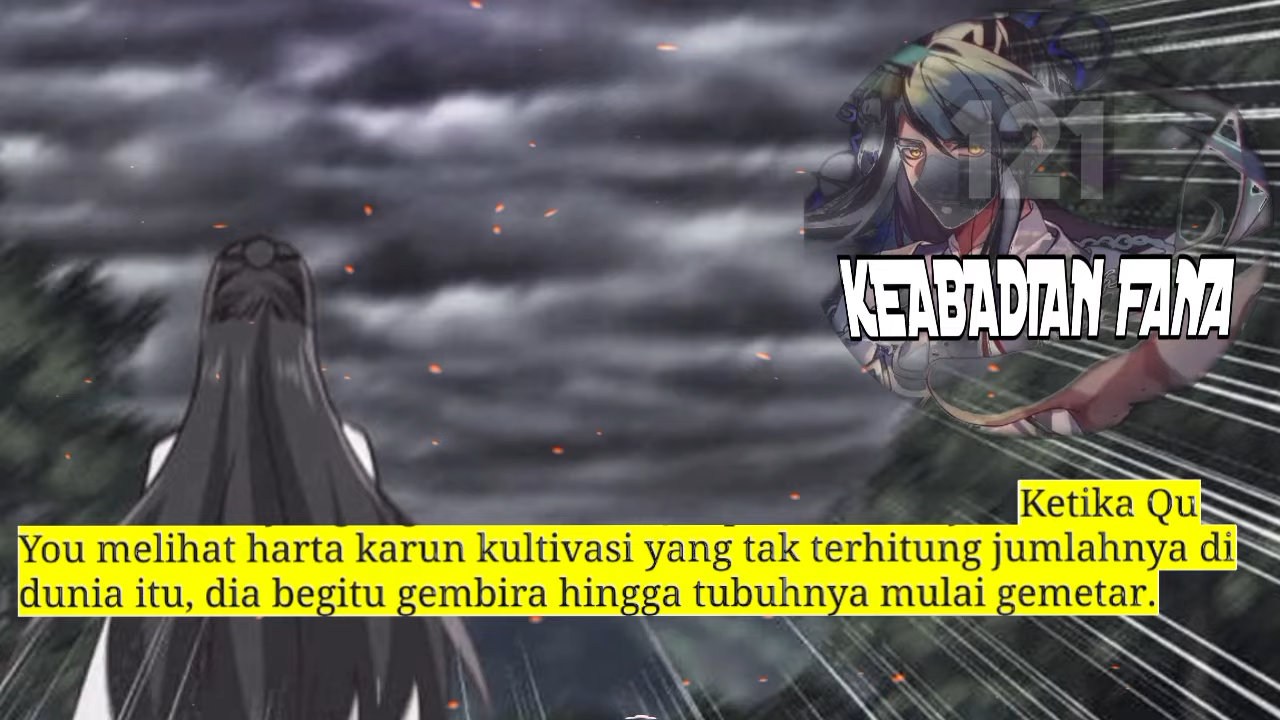 121
KEABADIAN FANA
Ketika Qu
You melihat harta karun kultivasi yang tak terhitung jumlahnya di
dunia itu, dia begitu gembira hingga tubuhnya mulai gemetar.